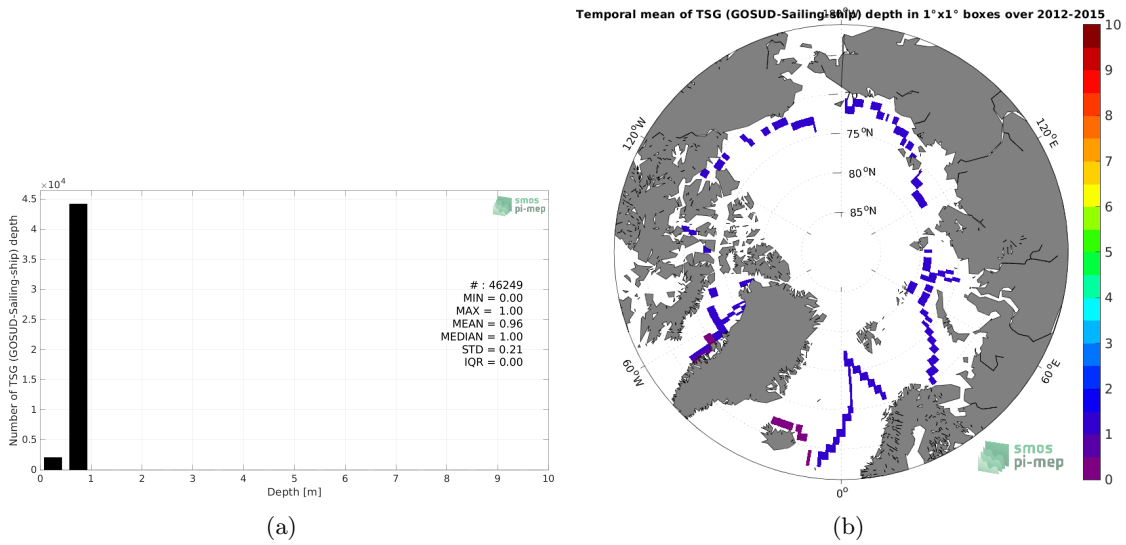 Temporal mean of TSG (GOSUD-Sailing-ship) depth in 1°x1° boxes over 2012-2015
×10⁴
4.5
4
3.5
3
2.5
2
1.5
1
0.5
0
Number of TSG (GOSUD-Sailing-ship) depth
0 1 2 3 4 5 6 7 8 9 10
Depth [m]
smos
pi-mep
# : 46249
MIN = 0.00
MAX = 1.00
MEAN = 0.96
MEDIAN = 1.00
STD = 0.21
IQR = 0.00
(a)
120°W
120°E
75°N
80°N
85°N
60°W
60°E
0°
smos
pi-mep
10
9
8
7
6
5
4
3
2
1
0
(b)